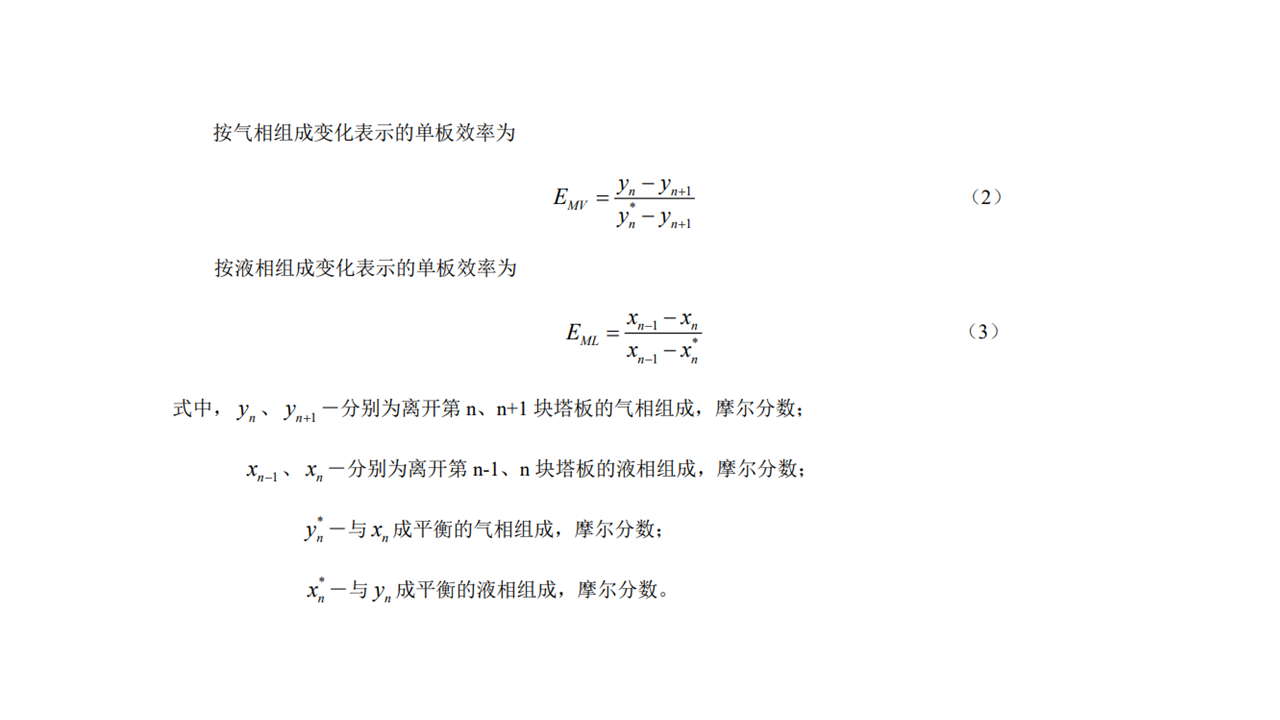 按气相组成变化表示的单板效率为
$E_{MV} = \frac{y_n - y_{n+1}}{y_n^* - y_{n+1}}$ （2）
按液相组成变化表示的单板效率为
$E_{ML} = \frac{x_{n-1} - x_n}{x_{n-1} - x_n^*}$ （3）
式中，$y_n$、$y_{n+1}$－分别为离开第 n、n+1 块塔板的气相组成，摩尔分数；
$x_{n-1}$、$x_n$－分别为离开第 n-1、n 块塔板的液相组成，摩尔分数；
$y_n^*$－与 $x_n$ 成平衡的气相组成，摩尔分数；
$x_n^*$－与 $y_n$ 成平衡的液相组成，摩尔分数。